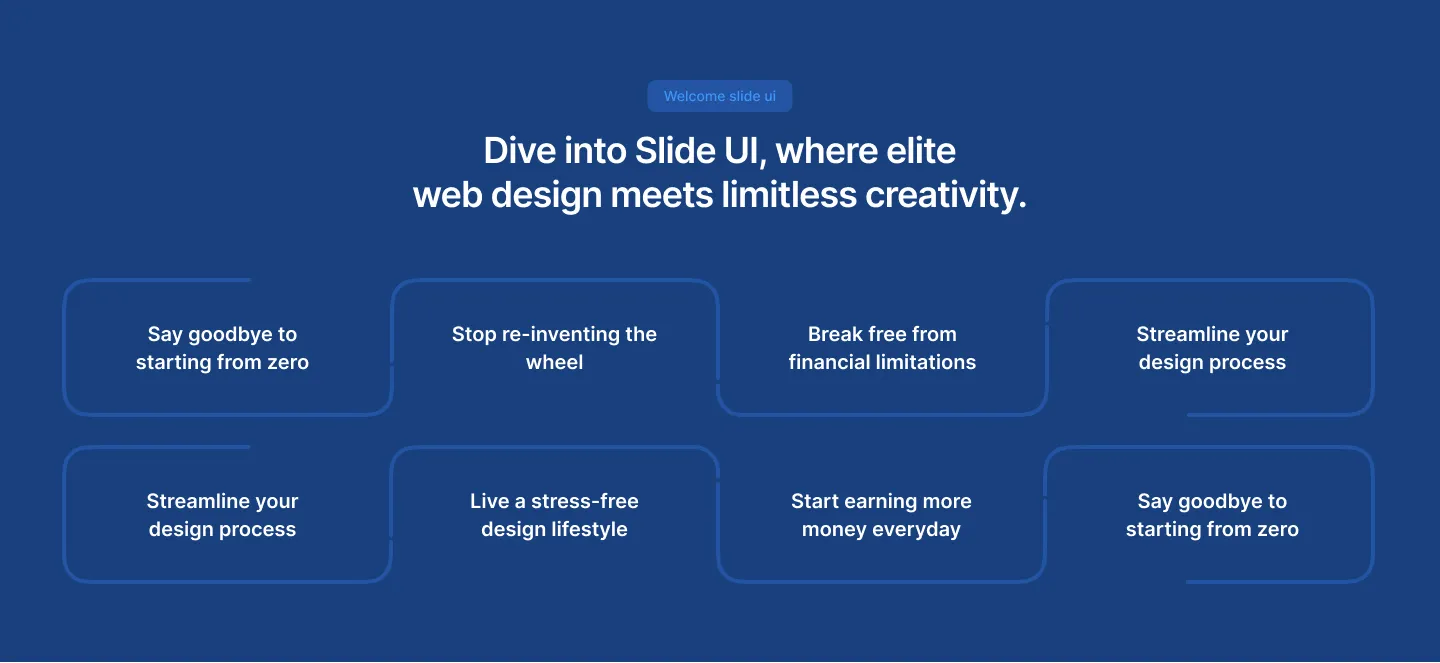 Welcome slide ui
Dive into Slide UI, where elite
web design meets limitless creativity.
Say goodbye to
starting from zero
Stop re-inventing the
wheel
Break free from
financial limitations
Streamline your
design process
Streamline your
design process
Live a stress-free
design lifestyle
Start earning more
money everyday
Say goodbye to
starting from zero